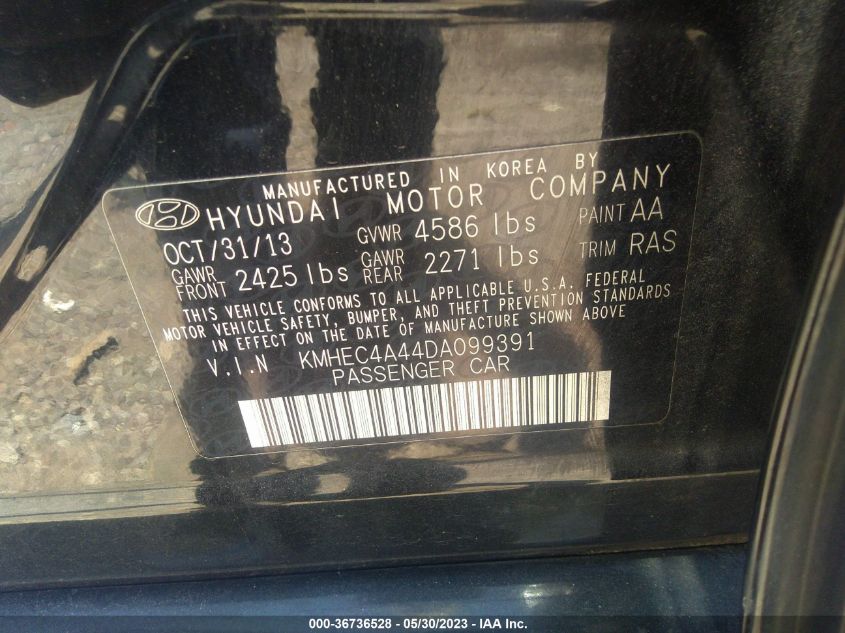 MANUFACTURED IN KOREA BY
HYUNDAI MOTOR COMPANY
OCT/31/13 GVWR 4586 lbs PAINT AA
GAWR FRONT 2425 lbs GAWR REAR 2271 lbs TRIM RAS
THIS VEHICLE CONFORMS TO ALL APPLICABLE U.S.A. FEDERAL
MOTOR VEHICLE SAFETY, BUMPER, AND THEFT PREVENTION STANDARDS
IN EFFECT ON THE DATE OF MANUFACTURE SHOWN ABOVE
V.I.N KMHEC4A44DA099391
PASSENGER CAR
000-36736528 - 05/30/2023 - IAA Inc.